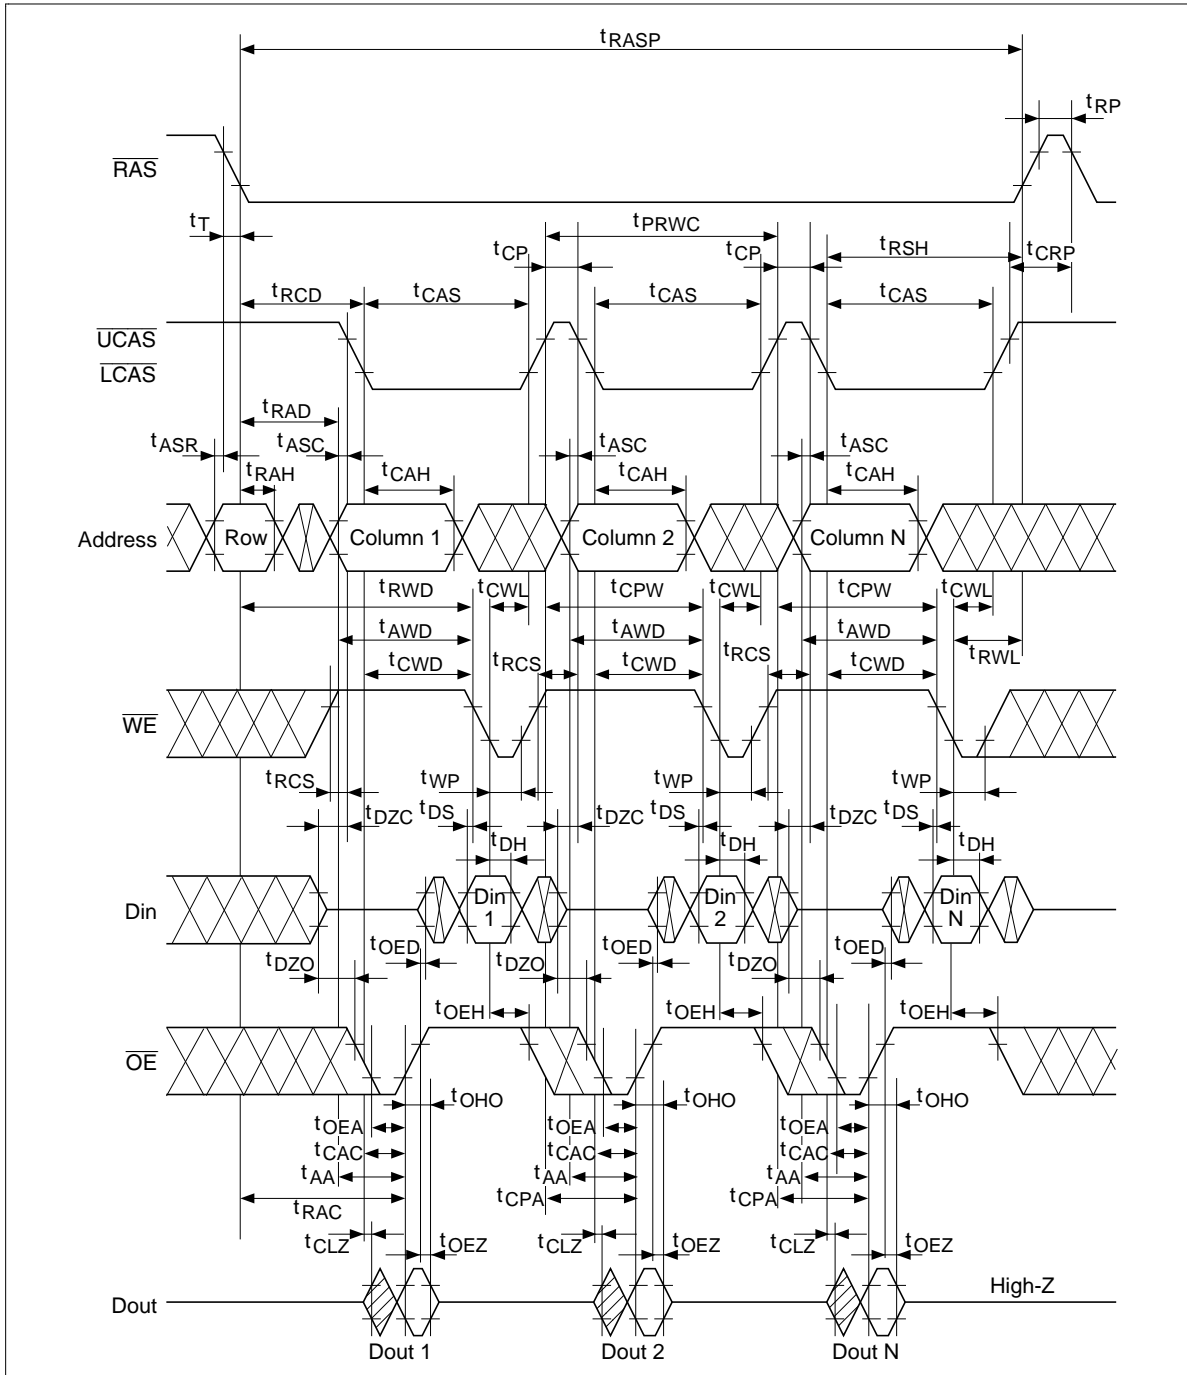 tRASP
tRP
RAS
tT
tPRWC
tCP tCP tRSH tCRP
tRCD tCAS tCAS tCAS
UCAS
LCAS
tRAD
tASR tASC tASC tASC
tRAH tCAH tCAH tCAH
Address Row Column 1 Column 2 Column N
tRWD tCWL tCPW tCWL tCPW tCWL
tAWD tAWD tAWD
tRCS tRCS tRWL
tCWD tCWD tCWD
WE
tRCS tWP tWP tWP
tDZC tDS tDZC tDS tDZC tDS
tDH tDH tDH
Din Din 1 Din 2 Din N
tOED tOED tOED
tDZO tDZO tDZO
tOEH tOEH tOEH
OE
tOHO tOHO tOHO
tOEA tOEA tOEA
tCAC tCAC tCAC
tAA tAA tAA
tRAC tCPA tCPA
tCLZ tOEZ tCLZ tOEZ tCLZ tOEZ
High-Z
Dout
Dout 1 Dout 2 Dout N